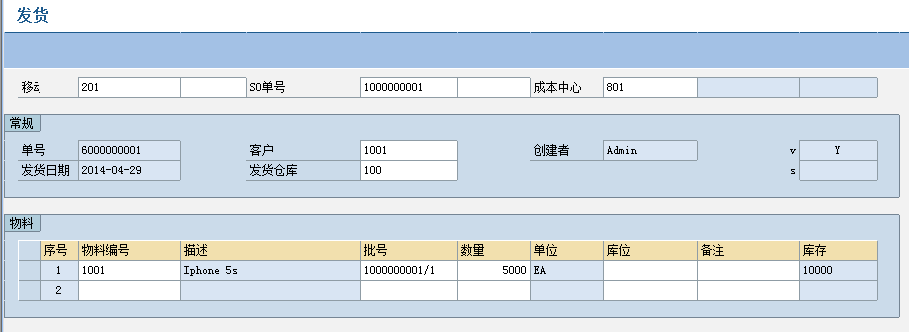 发货
移动 201 SO单号 1000000001 成本中心 801
常规
单号 6000000001 客户 1001 创建者 Admin v Y
发货日期 2014-04-29 发货仓库 100 s
物料
序号 物料编号 描述 批号 数量 单位 库位 备注 库存
1 1001 Iphone 5s 1000000001/1 5000 EA 10000
2